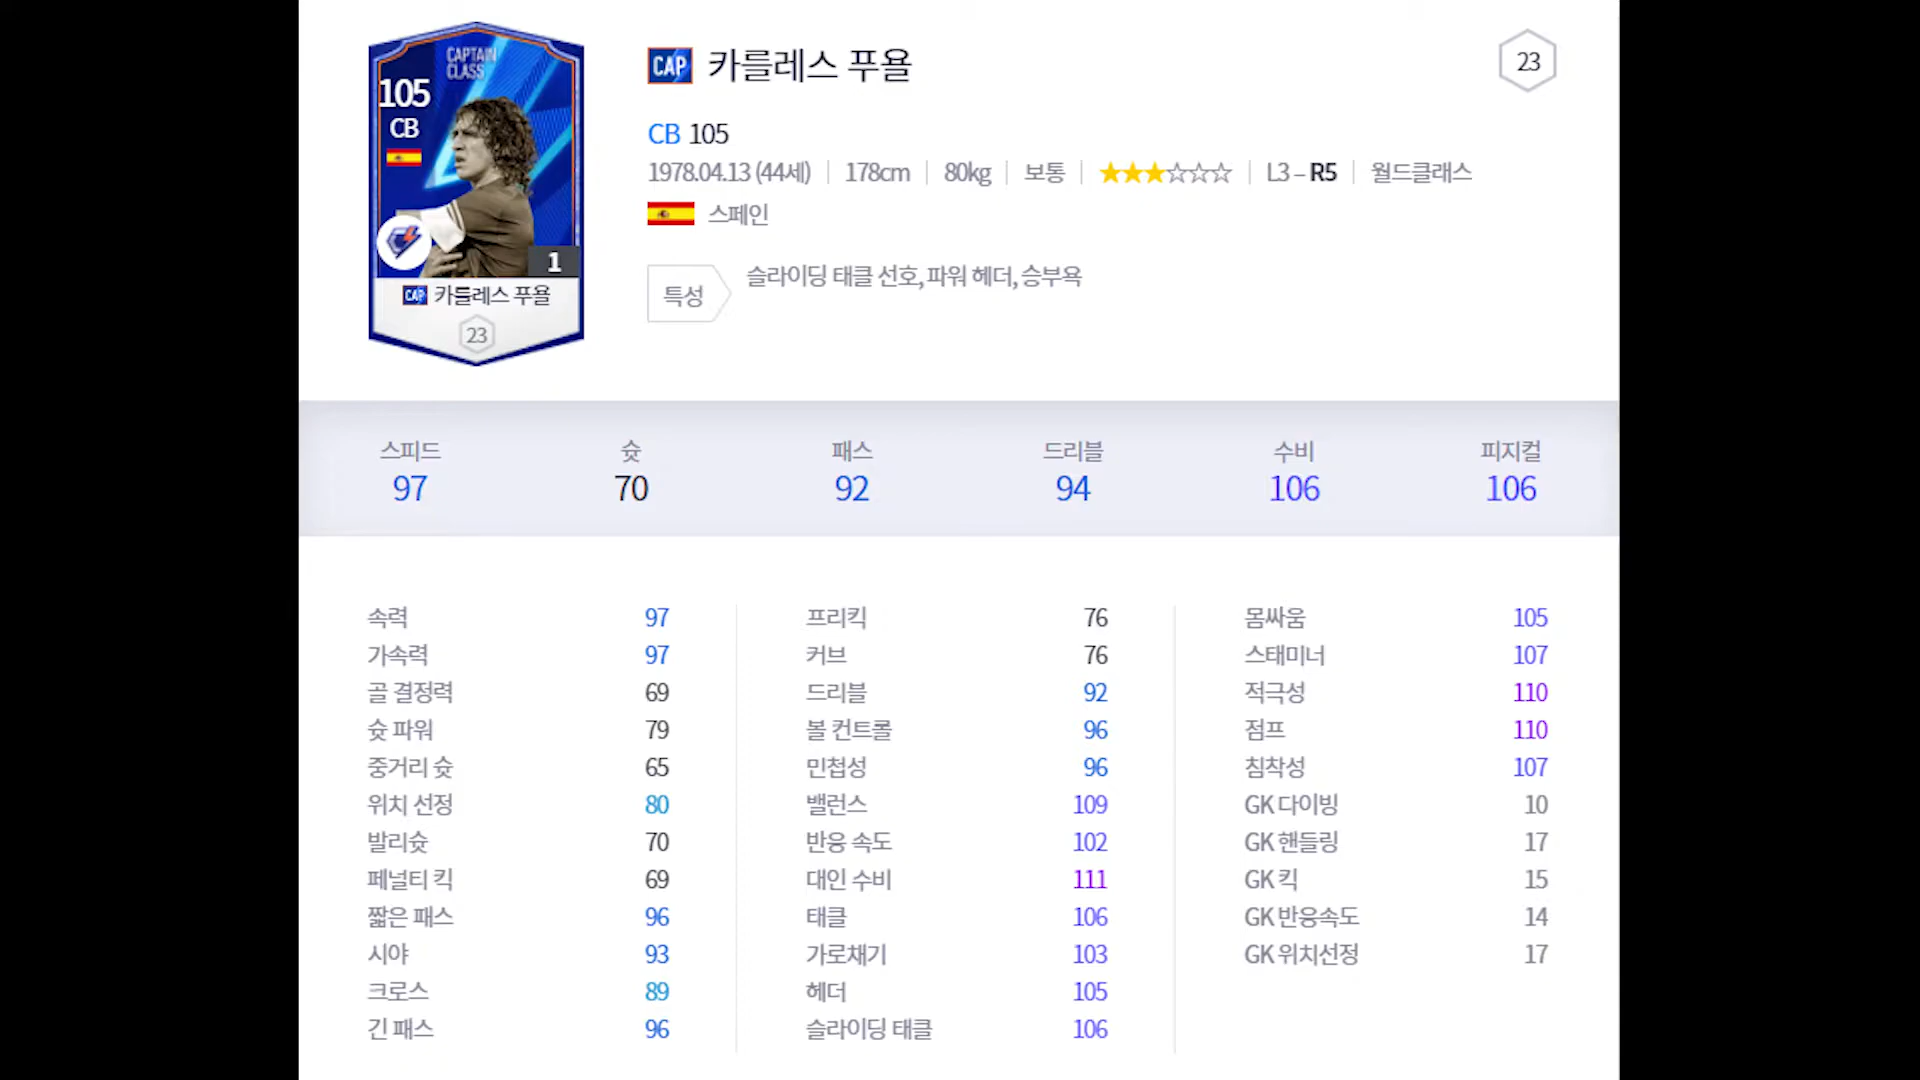 CAPTAIN
CLASS
105
CB
1
CAP 카를레스 푸욜
23
CAP 카를레스 푸욜
23
CB 105
1978.04.13 (44세) 178cm 80kg 보통 ★★★☆☆☆ L3 – R5 월드클래스
스페인
특성 슬라이딩 태클 선호, 파워 헤더, 승부욕
스피드 슛 패스 드리블 수비 피지컬
97 70 92 94 106 106
속력 97
가속력 97
골 결정력 69
슛 파워 79
중거리 슛 65
위치 선정 80
발리슛 70
페널티 킥 69
짧은 패스 96
시야 93
크로스 89
긴 패스 96
프리킥 76
커브 76
드리블 92
볼 컨트롤 96
민첩성 96
밸런스 109
반응 속도 102
대인 수비 111
태클 106
가로채기 103
헤더 105
슬라이딩 태클 106
몸싸움 105
스태미너 107
적극성 110
점프 110
침착성 107
GK 다이빙 10
GK 핸들링 17
GK 킥 15
GK 반응속도 14
GK 위치선정 17